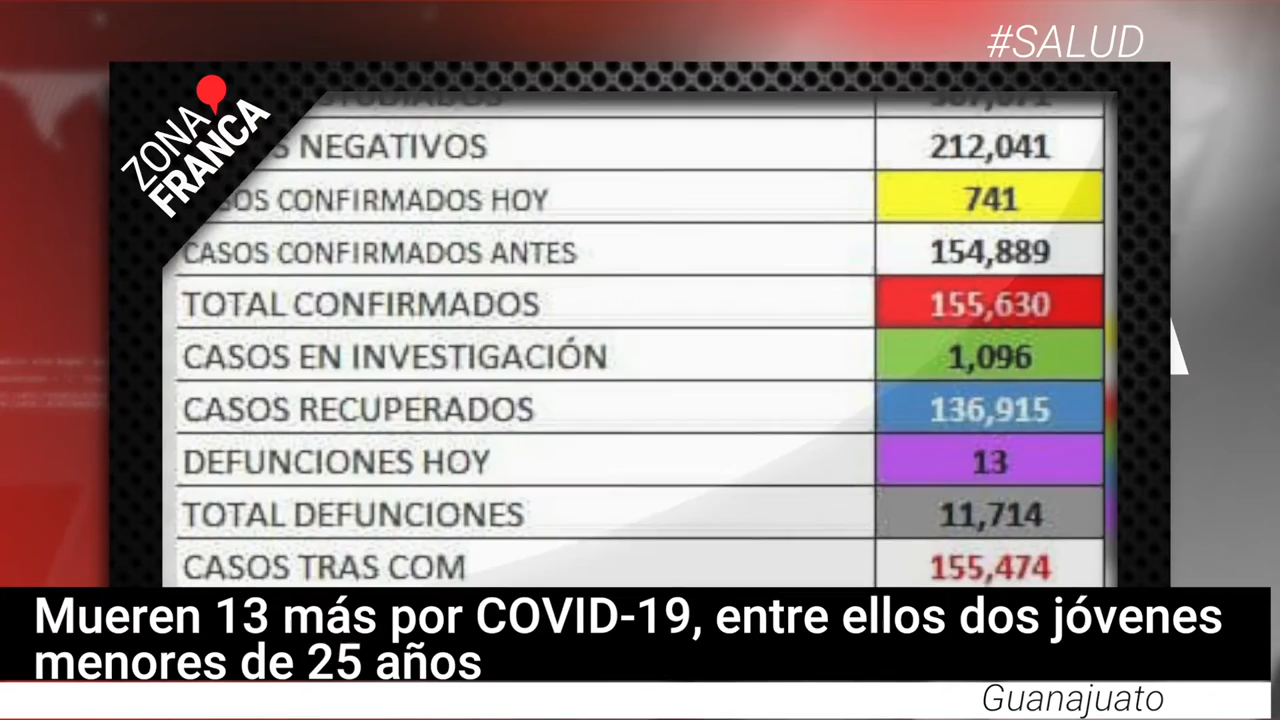 #SALUD
ZONA
FRANCA
NEGATIVOS 212,041
CONFIRMADOS HOY 741
CASOS CONFIRMADOS ANTES 154,889
TOTAL CONFIRMADOS 155,630
CASOS EN INVESTIGACIÓN 1,096
CASOS RECUPERADOS 136,915
DEFUNCIONES HOY 13
TOTAL DEFUNCIONES 11,714
CASOS TRAS COM 155,474
Mueren 13 más por COVID-19, entre ellos dos jóvenes
menores de 25 años
Guanajuato